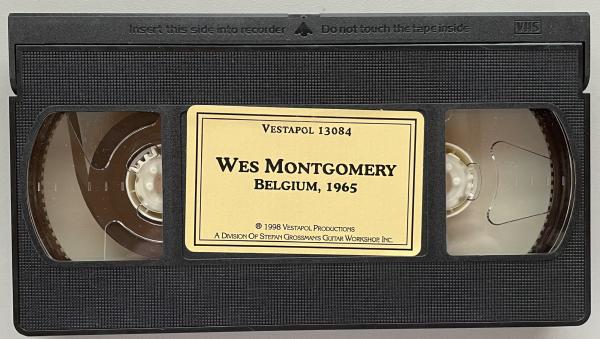 Insert this side into recorder Do not touch the tape inside VHS
VESTAPOL 13084
WES MONTGOMERY
BELGIUM, 1965
℗ 1998 VESTAPOL PRODUCTIONS
A DIVISION OF STEFAN GROSSMAN'S GUITAR WORKSHOP, INC.